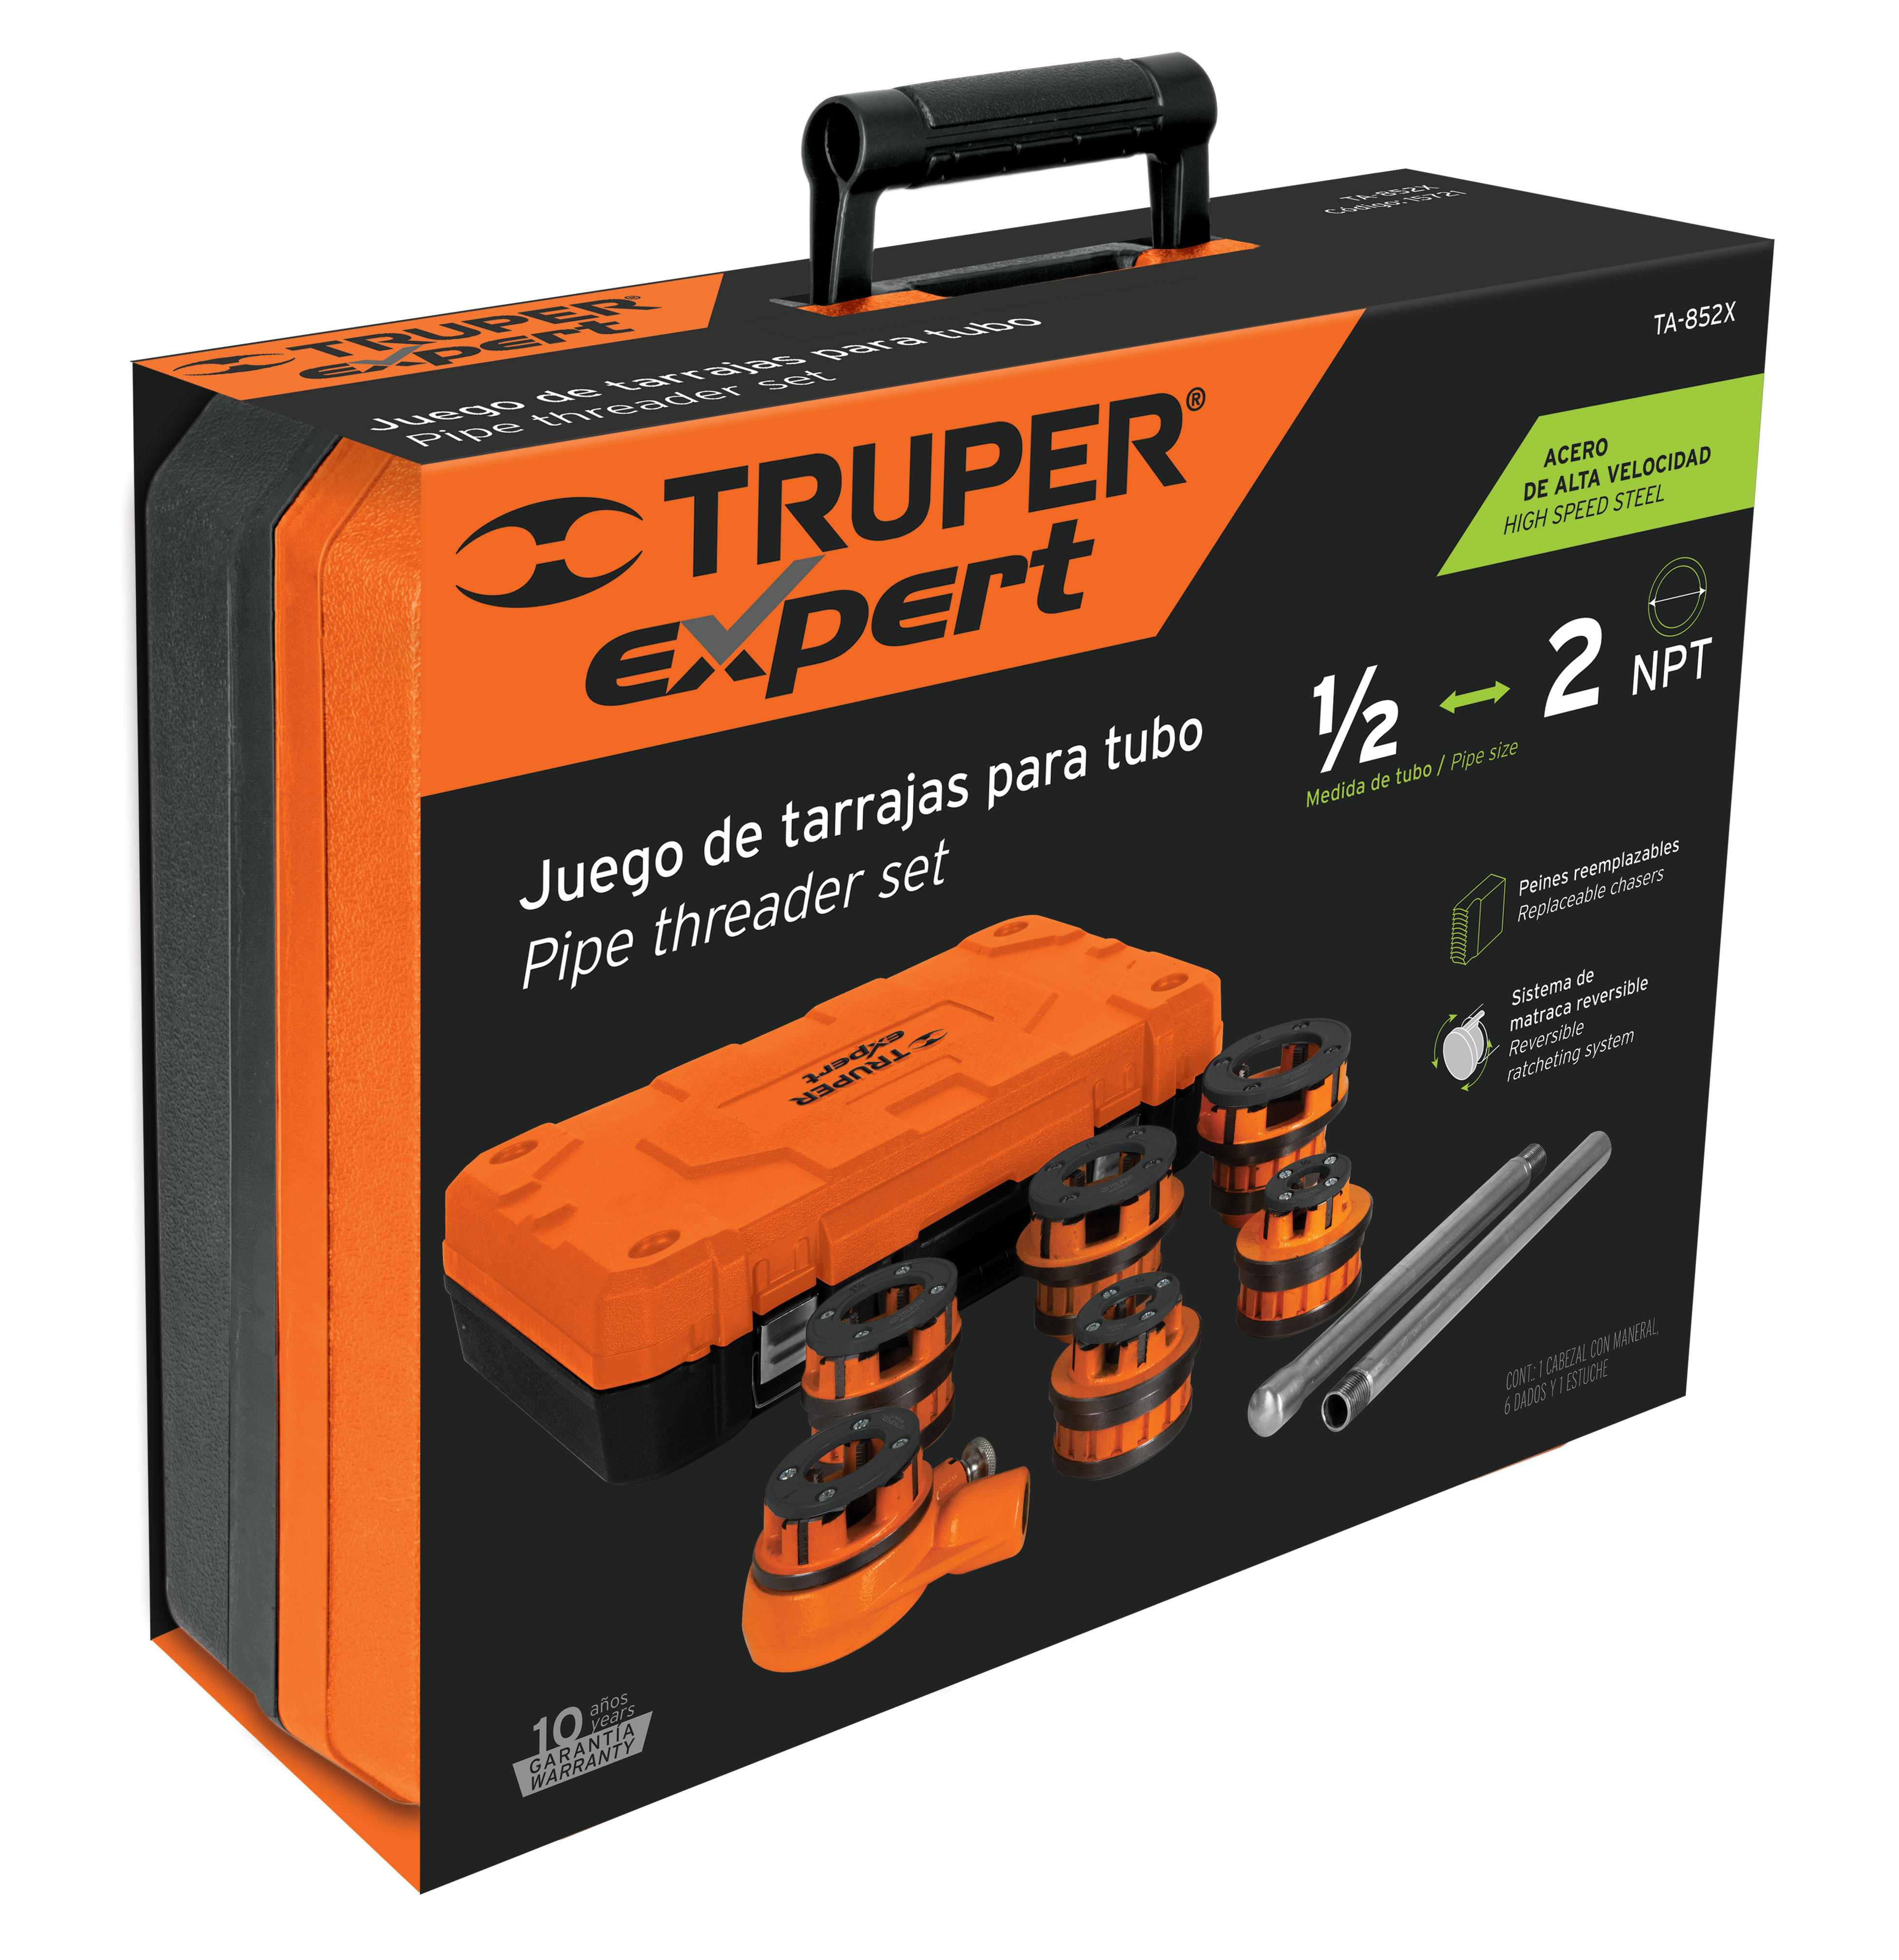 TA-852X
Código: 15721
TRUPER®
expert
Juego de tarrajas para tubo
Pipe threader set
TA-852X
TRUPER®
expert
ACERO
DE ALTA VELOCIDAD
HIGH SPEED STEEL
1/2 2 NPT
Medida de tubo / Pipe size
Juego de tarrajas para tubo
Pipe threader set
Peines reemplazables
Replaceable chasers
Sistema de
matraca reversible
Reversible
ratcheting system
TRUPER
expert
CONT.: 1 CABEZAL CON MANERAL,
6 DADOS Y 1 ESTUCHE
10 años
years
GARANTÍA
WARRANTY